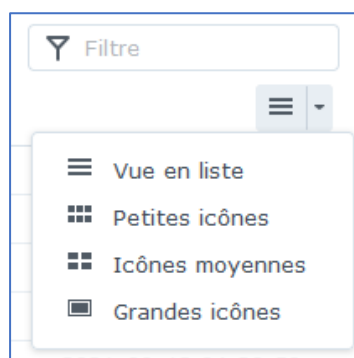 Filtre
Vue en liste
Petites icônes
Icônes moyennes
Grandes icônes